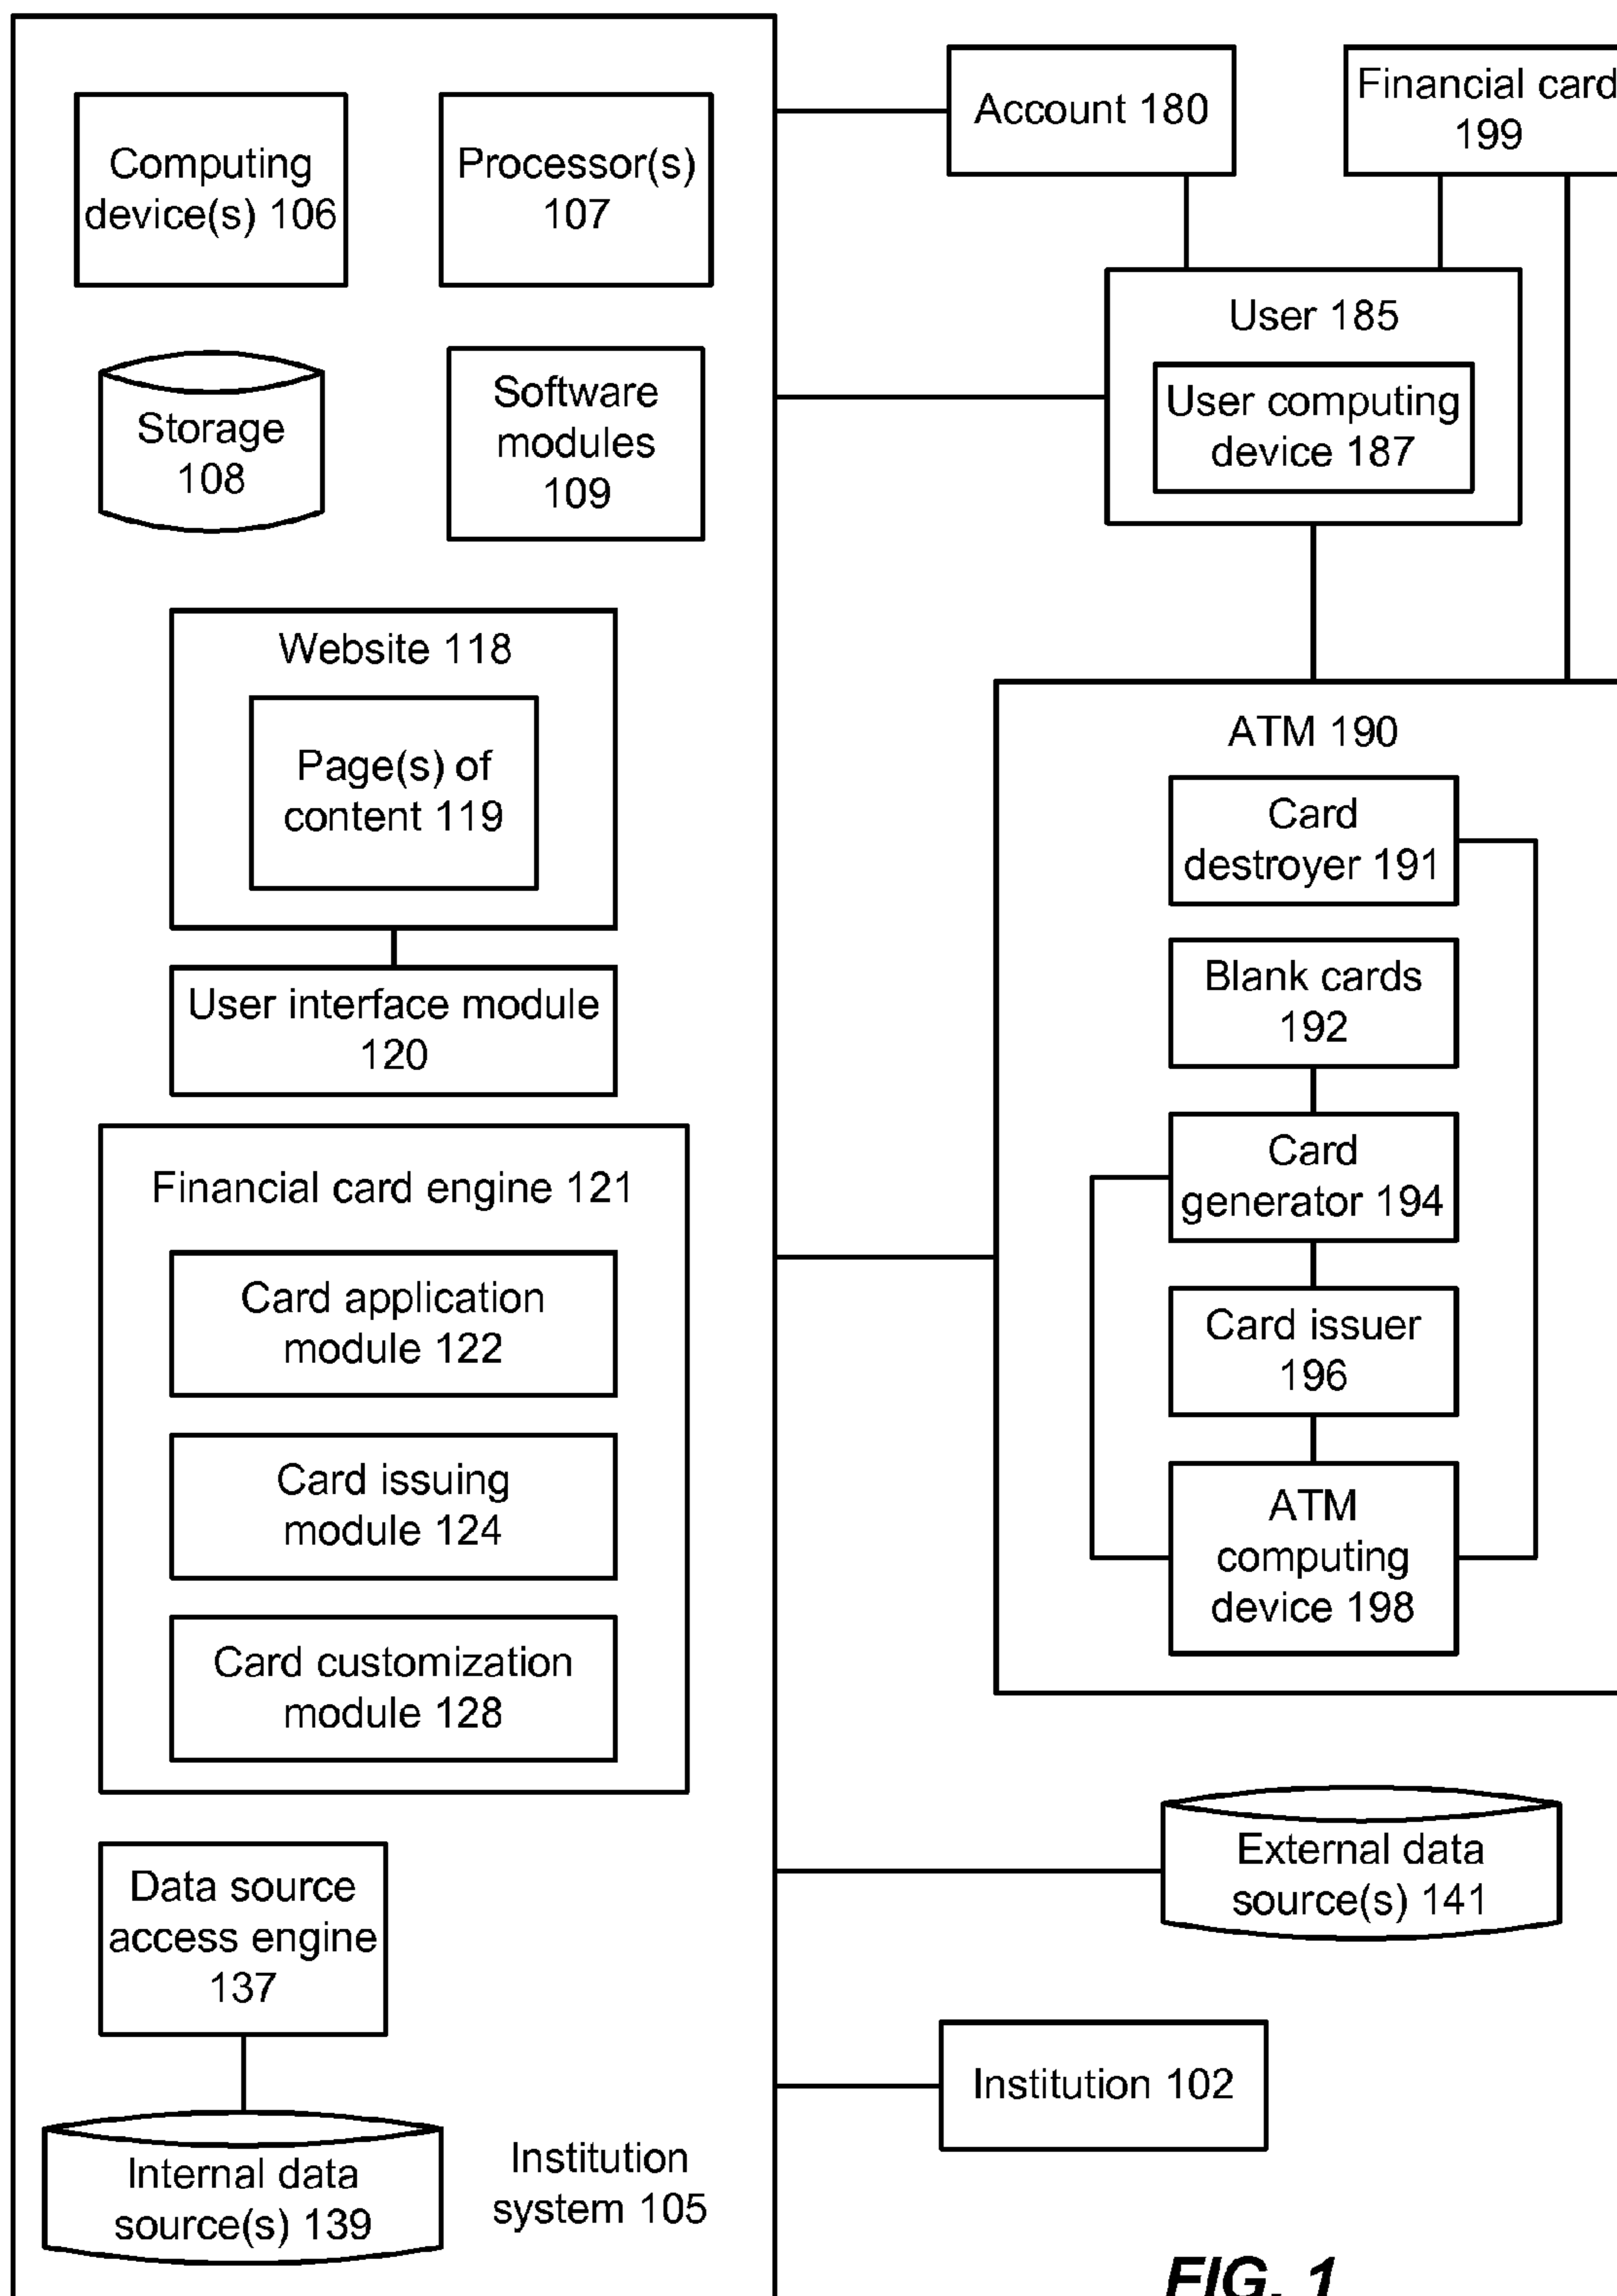 Computing
device(s) 106
Processor(s)
107
Storage
108
Software
modules
109
Website 118
Page(s) of
content 119
User interface module
120
Financial card engine 121
Card application
module 122
Card issuing
module 124
Card customization
module 128
Data source
access engine
137
Internal data
source(s) 139
Institution
system 105
Account 180
Financial card
199
User 185
User computing
device 187
ATM 190
Card
destroyer 191
Blank cards
192
Card
generator 194
Card issuer
196
ATM
computing
device 198
External data
source(s) 141
Institution 102
FIG. 1